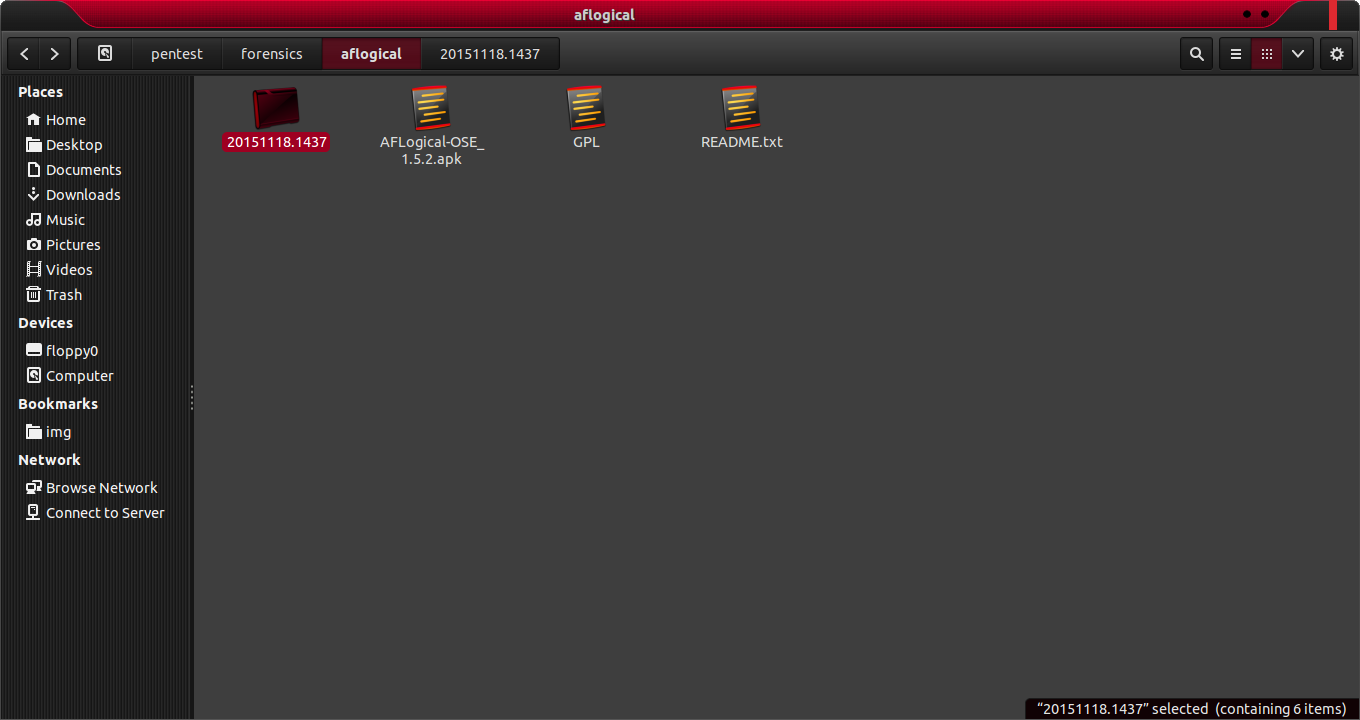 aflogical
pentest
forensics
aflogical
20151118.1437
Places
Home
Desktop
Documents
Downloads
Music
Pictures
Videos
Trash
Devices
floppy0
Computer
Bookmarks
img
Network
Browse Network
Connect to Server
20151118.1437
AFLogical-OSE_
1.5.2.apk
GPL
README.txt
“20151118.1437” selected (containing 6 items)